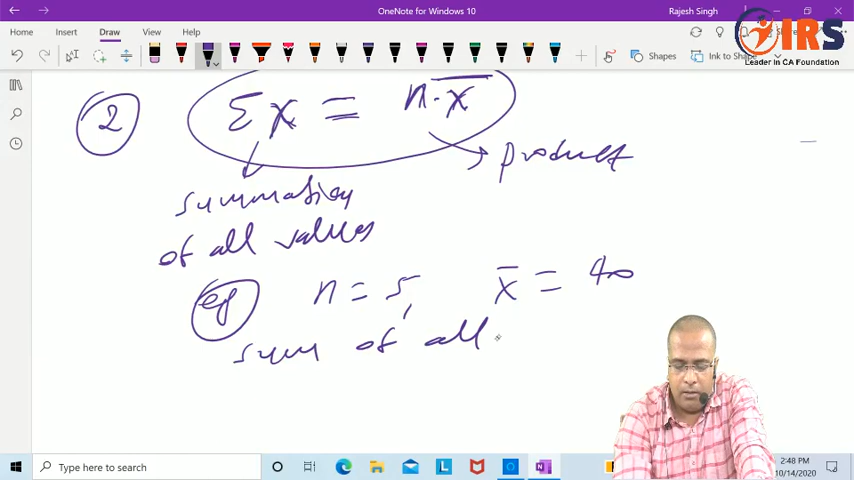 OneNote for Windows 10
Rajesh Singh
Home Insert Draw View Help
Shapes Ink to Shape
IRS
Leader in CA Foundation
2 Σx = n.x̄
product
summation
of all values
eg n = 5, x̄ = 40
sum of all
Type here to search
2:48 PM
10/14/2020